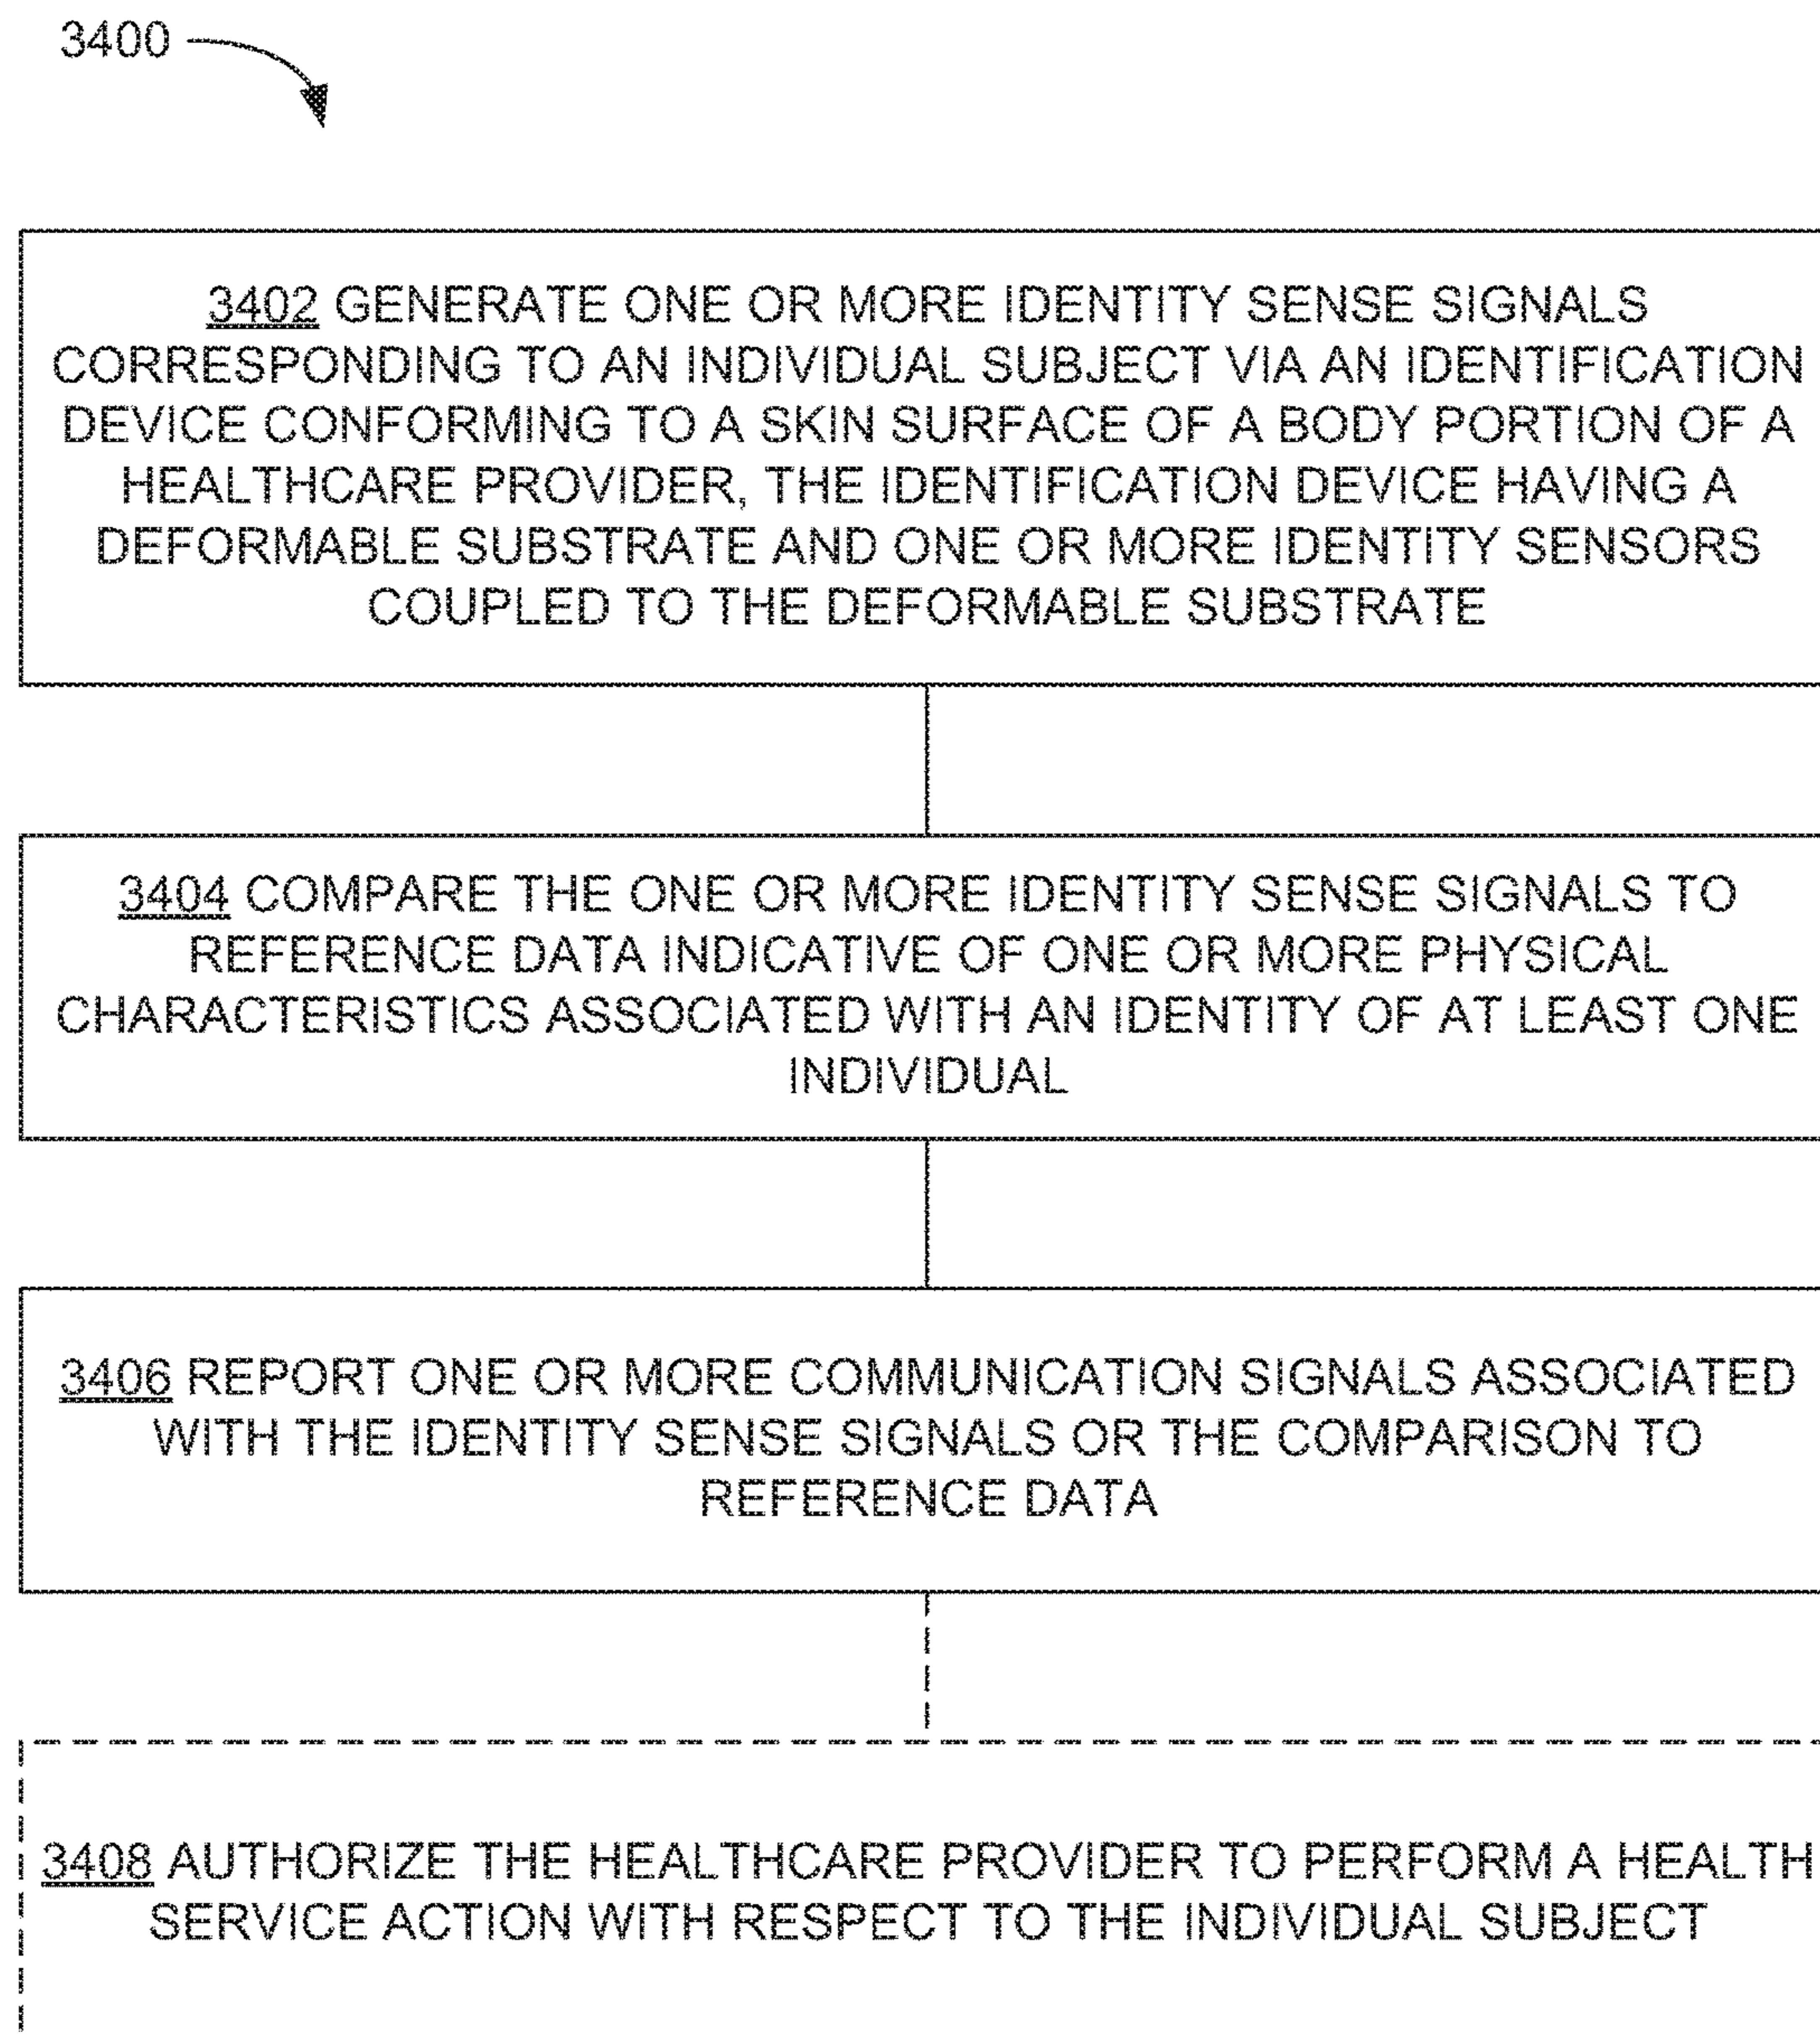 3400
3402 GENERATE ONE OR MORE IDENTITY SENSE SIGNALS
CORRESPONDING TO AN INDIVIDUAL SUBJECT VIA AN IDENTIFICATION
DEVICE CONFORMING TO A SKIN SURFACE OF A BODY PORTION OF A
HEALTHCARE PROVIDER, THE IDENTIFICATION DEVICE HAVING A
DEFORMABLE SUBSTRATE AND ONE OR MORE IDENTITY SENSORS
COUPLED TO THE DEFORMABLE SUBSTRATE
3404 COMPARE THE ONE OR MORE IDENTITY SENSE SIGNALS TO
REFERENCE DATA INDICATIVE OF ONE OR MORE PHYSICAL
CHARACTERISTICS ASSOCIATED WITH AN IDENTITY OF AT LEAST ONE
INDIVIDUAL
3406 REPORT ONE OR MORE COMMUNICATION SIGNALS ASSOCIATED
WITH THE IDENTITY SENSE SIGNALS OR THE COMPARISON TO
REFERENCE DATA
3408 AUTHORIZE THE HEALTHCARE PROVIDER TO PERFORM A HEALTH
SERVICE ACTION WITH RESPECT TO THE INDIVIDUAL SUBJECT